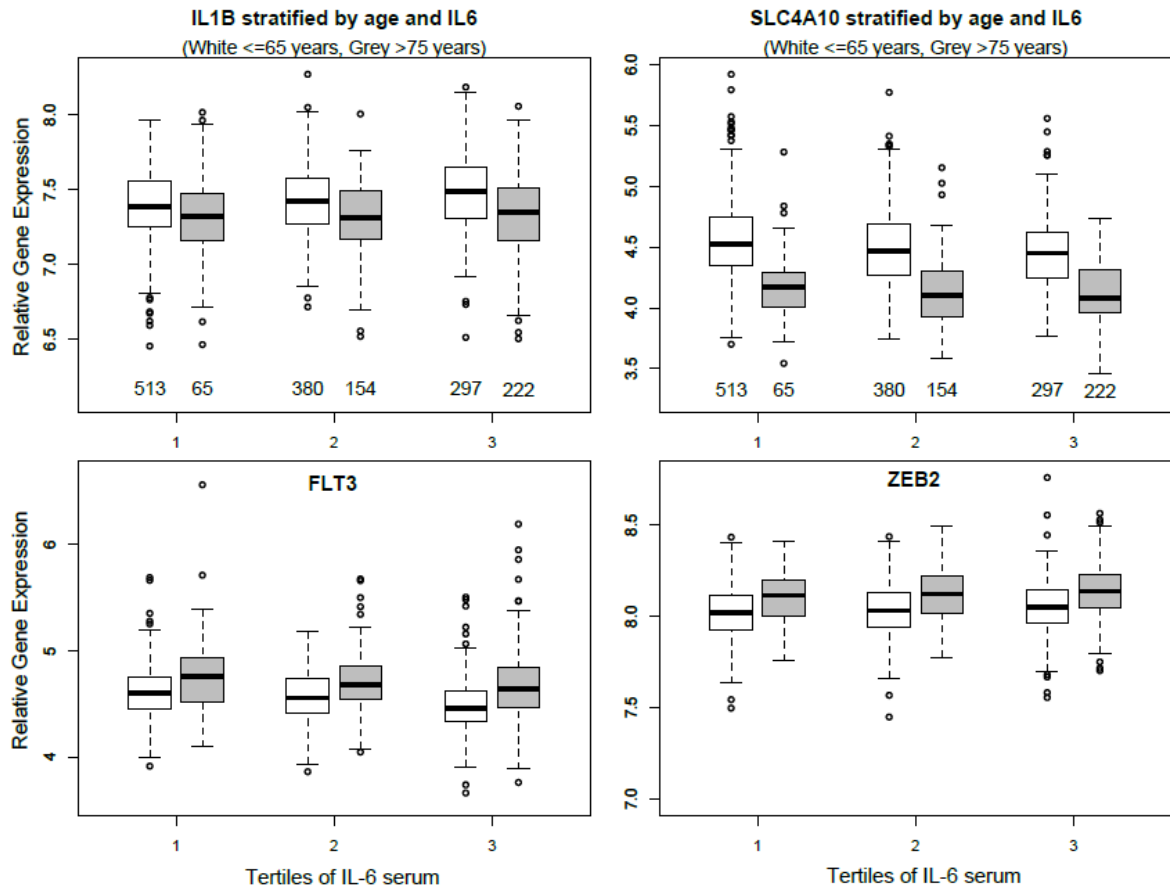 IL1B stratified by age and IL6
(White <=65 years, Grey >75 years)
Relative Gene Expression
8.0
7.5
7.0
6.5
513 65 380 154 297 222
1 2 3
SLC4A10 stratified by age and IL6
(White <=65 years, Grey >75 years)
6.0
5.5
5.0
4.5
4.0
3.5
513 65 380 154 297 222
1 2 3
FLT3
Relative Gene Expression
6
5
4
1 2 3
Tertiles of IL-6 serum
ZEB2
8.5
8.0
7.5
7.0
1 2 3
Tertiles of IL-6 serum